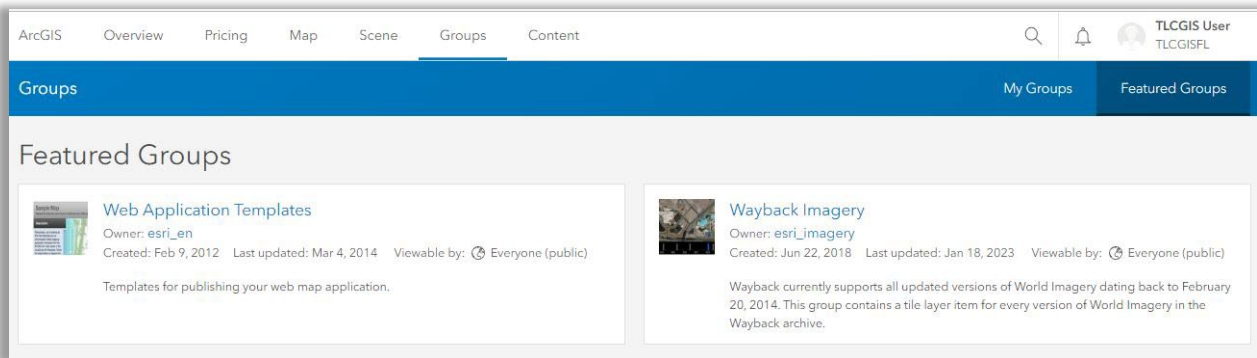 ArcGIS Overview Pricing Map Scene Groups Content TLCGIS User
TLCGISFL
Groups My Groups Featured Groups
Featured Groups
Web Application Templates
Owner: esri_en
Created: Feb 9, 2012 Last updated: Mar 4, 2014 Viewable by: Everyone (public)
Templates for publishing your web map application.
Wayback Imagery
Owner: esri_imagery
Created: Jun 22, 2018 Last updated: Jan 18, 2023 Viewable by: Everyone (public)
Wayback currently supports all updated versions of World Imagery dating back to February
20, 2014. This group contains a tile layer item for every version of World Imagery in the
Wayback archive.